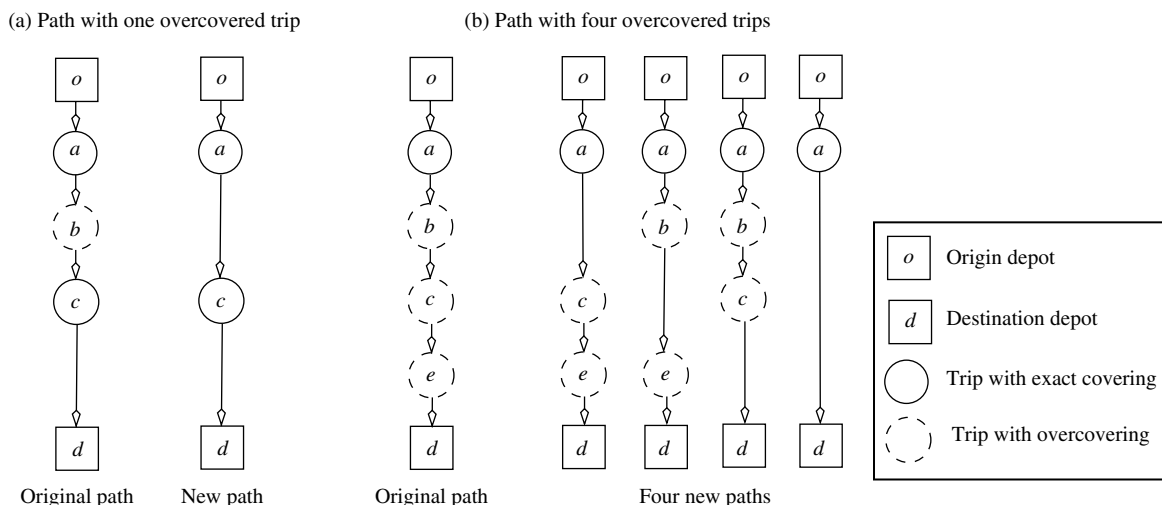 (a) Path with one overcovered trip
o
a
b
c
d
Original path
o
a
c
d
New path
(b) Path with four overcovered trips
o
a
b
c
e
d
Original path
o
a
c
e
d
o
a
b
e
d
o
a
b
c
d
o
a
d
Four new paths
o Origin depot
d Destination depot
Trip with exact covering
Trip with overcovering